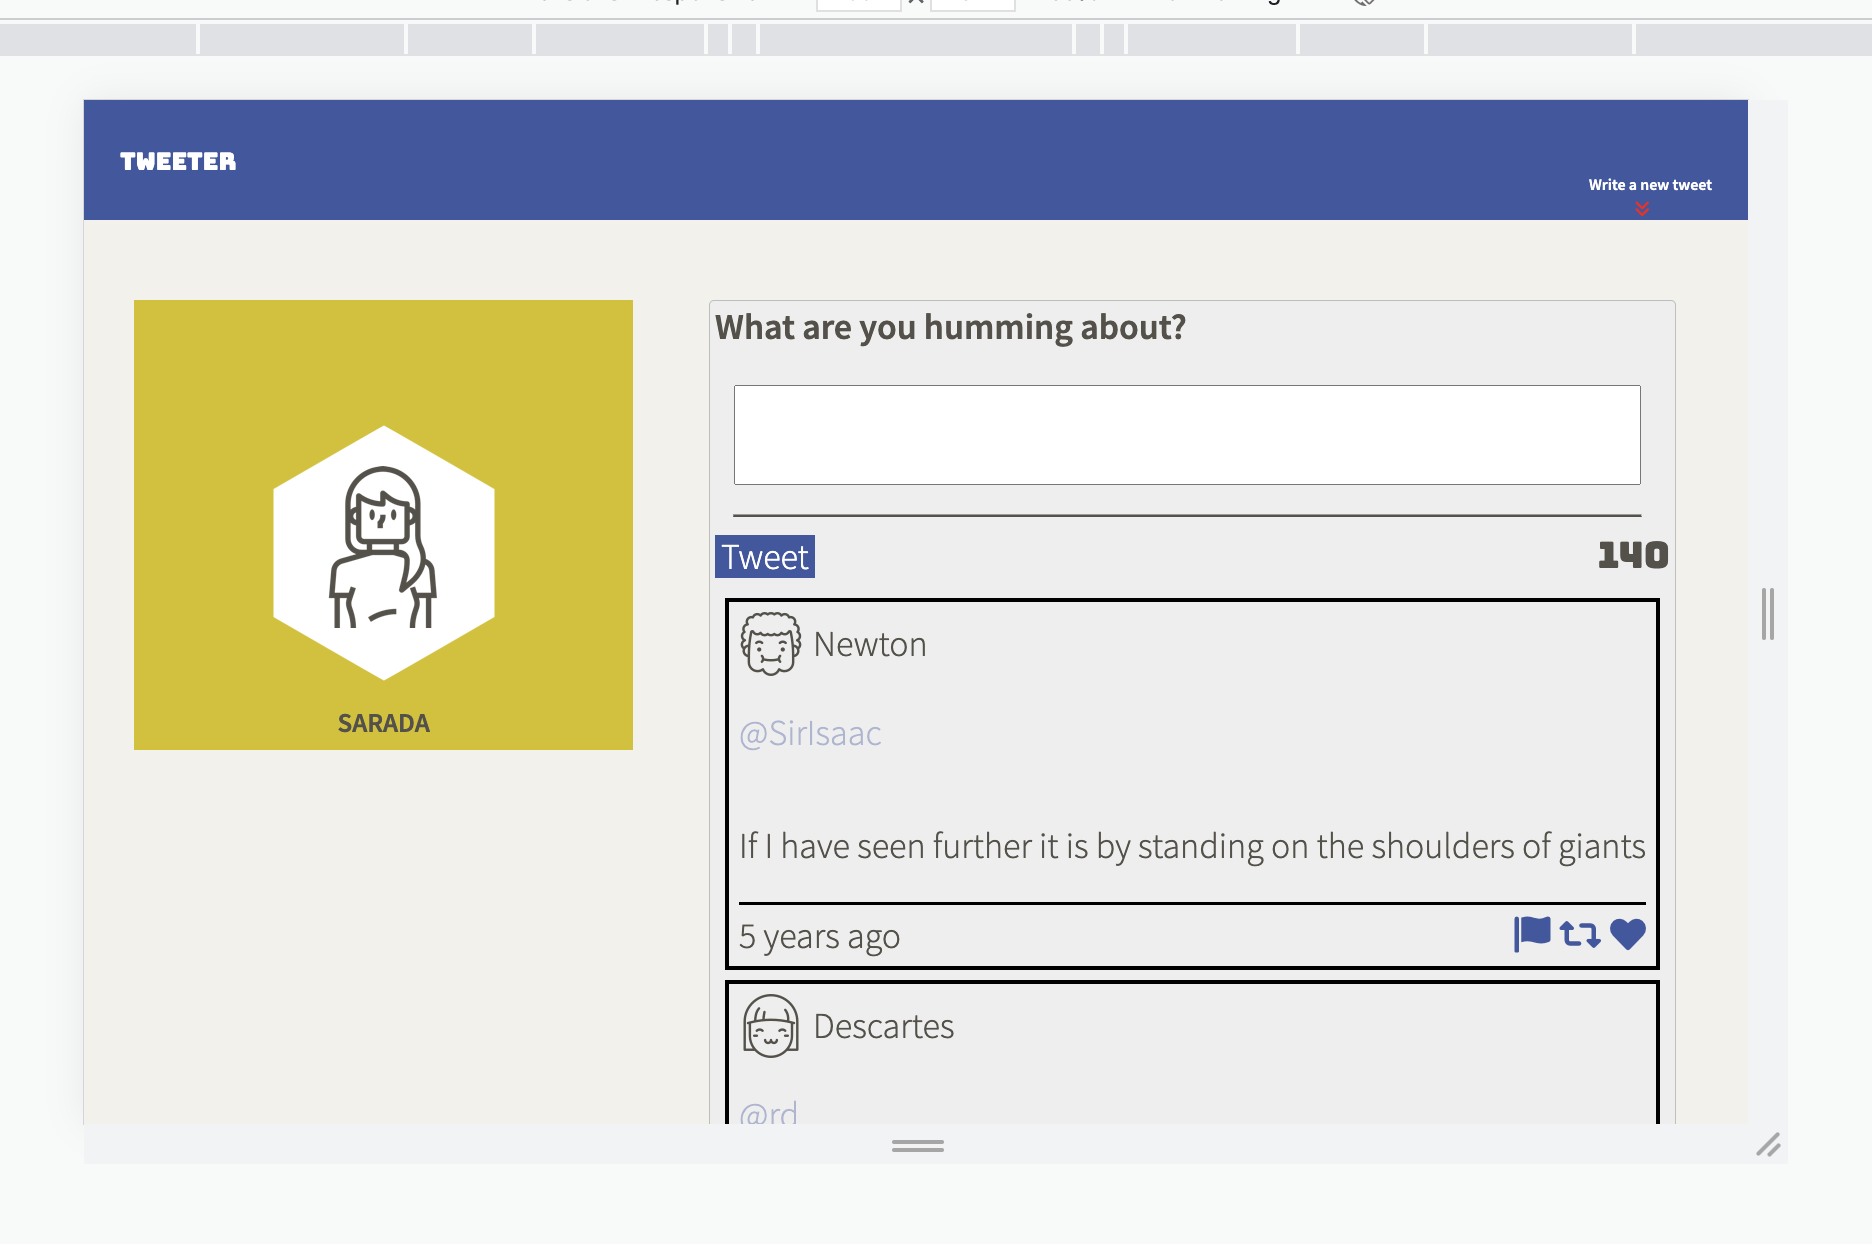 TWEETER
Write a new tweet
SARADA
What are you humming about?
Tweet
140
Newton
@SirIsaac
If I have seen further it is by standing on the shoulders of giants
5 years ago
Descartes
@rd